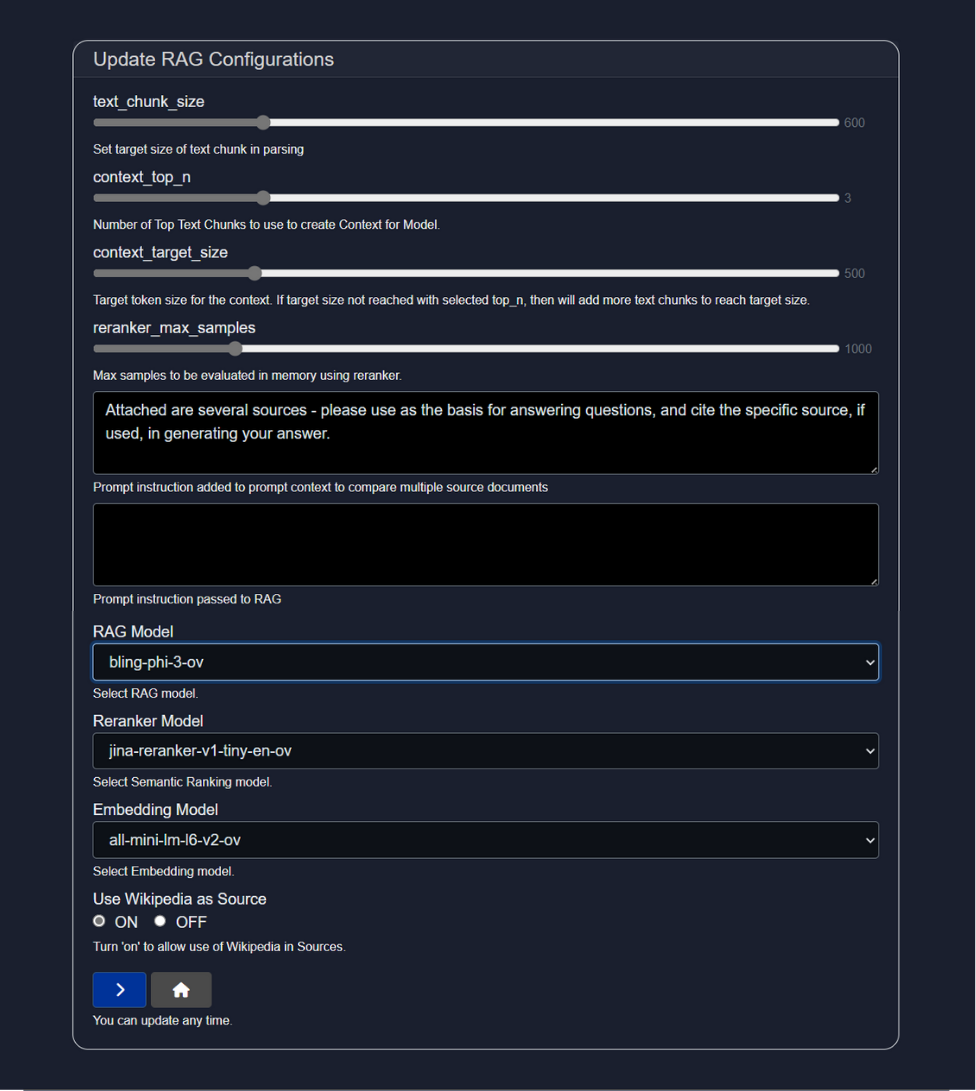 Update RAG Configurations
text_chunk_size
600
Set target size of text chunk in parsing
context_top_n
3
Number of Top Text Chunks to use to create Context for Model.
context_target_size
500
Target token size for the context. If target size not reached with selected top_n, then will add more text chunks to reach target size.
reranker_max_samples
1000
Max samples to be evaluated in memory using reranker.
Attached are several sources - please use as the basis for answering questions, and cite the specific source, if
used, in generating your answer.
Prompt instruction added to prompt context to compare multiple source documents
Prompt instruction passed to RAG
RAG Model
bling-phi-3-ov
Select RAG model.
Reranker Model
jina-reranker-v1-tiny-en-ov
Select Semantic Ranking model.
Embedding Model
all-mini-lm-l6-v2-ov
Select Embedding model.
Use Wikipedia as Source
ON OFF
Turn 'on' to allow use of Wikipedia in Sources.
You can update any time.